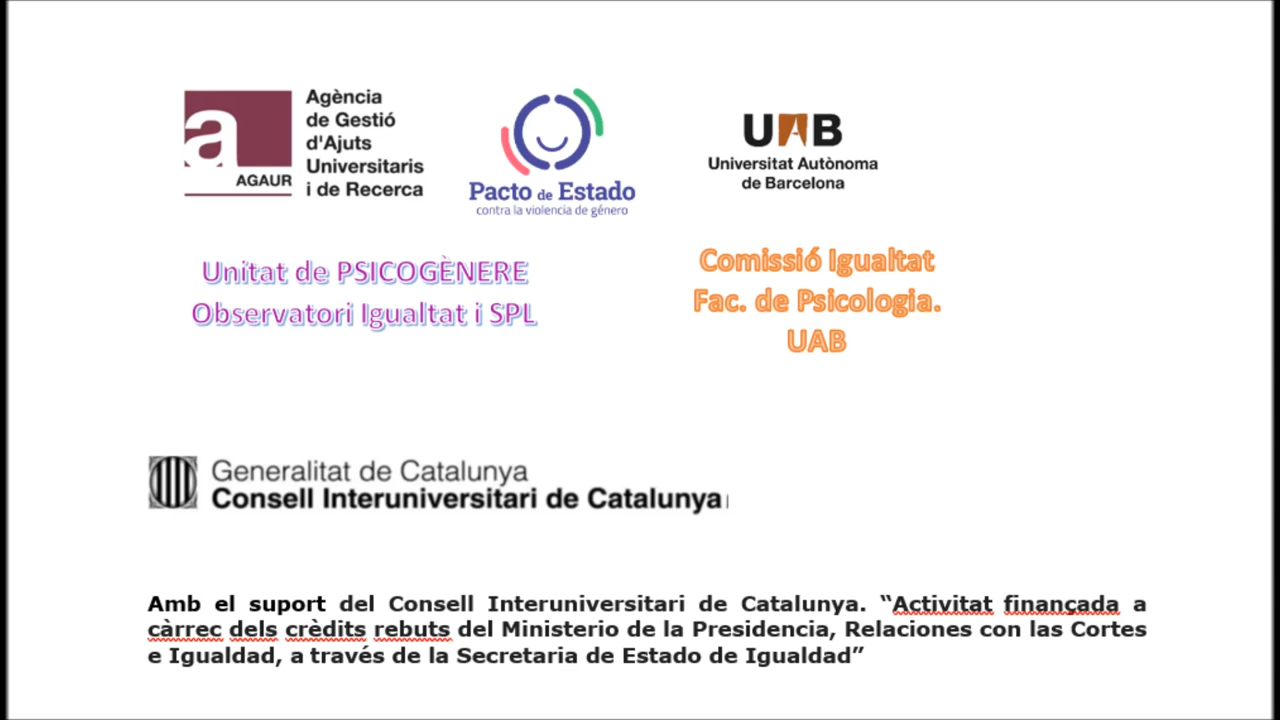 a
AGAUR
Agència
de Gestió
d'Ajuts
Universitaris
i de Recerca
Pacto de Estado
contra la violencia de género
UAB
Universitat Autònoma
de Barcelona
Unitat de PSICOGÈNERE
Observatori Igualtat i SPL
Comissió Igualtat
Fac. de Psicologia.
UAB
Generalitat de Catalunya
Consell Interuniversitari de Catalunya
Amb el suport del Consell Interuniversitari de Catalunya. “Activitat finançada a
càrrec dels crèdits rebuts del Ministerio de la Presidencia, Relaciones con las Cortes
e Igualdad, a través de la Secretaria de Estado de Igualdad”